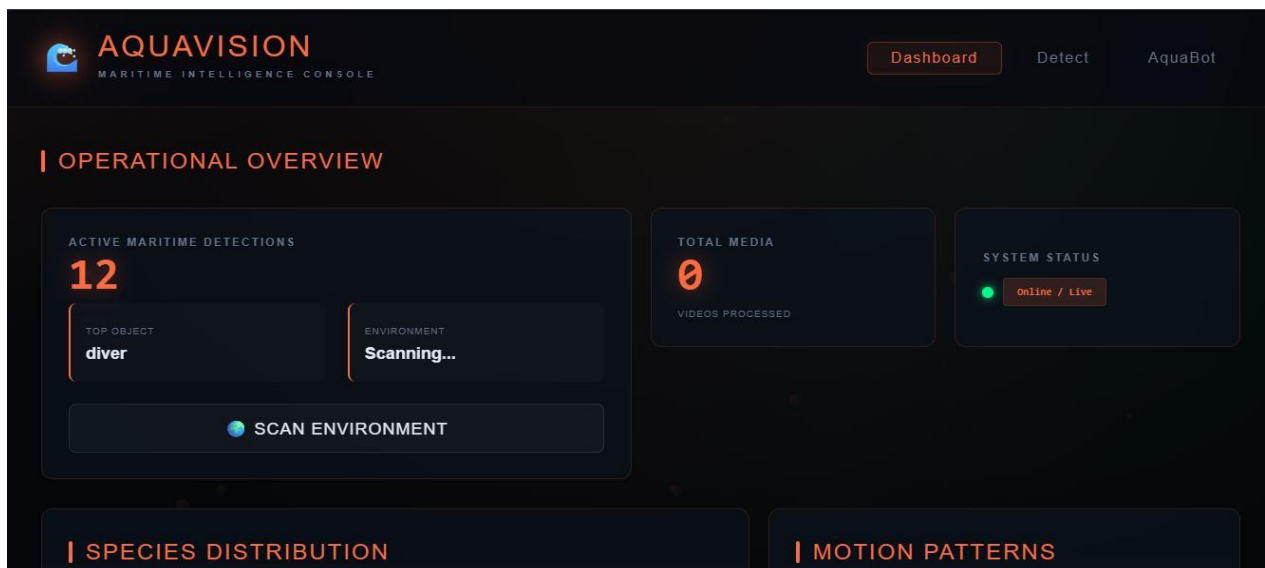 AQUAVISION
MARITIME INTELLIGENCE CONSOLE
Dashboard
Detect
AquaBot
OPERATIONAL OVERVIEW
ACTIVE MARITIME DETECTIONS
12
TOP OBJECT
diver
ENVIRONMENT
Scanning...
SCAN ENVIRONMENT
TOTAL MEDIA
0
VIDEOS PROCESSED
SYSTEM STATUS
Online / Live
SPECIES DISTRIBUTION
MOTION PATTERNS